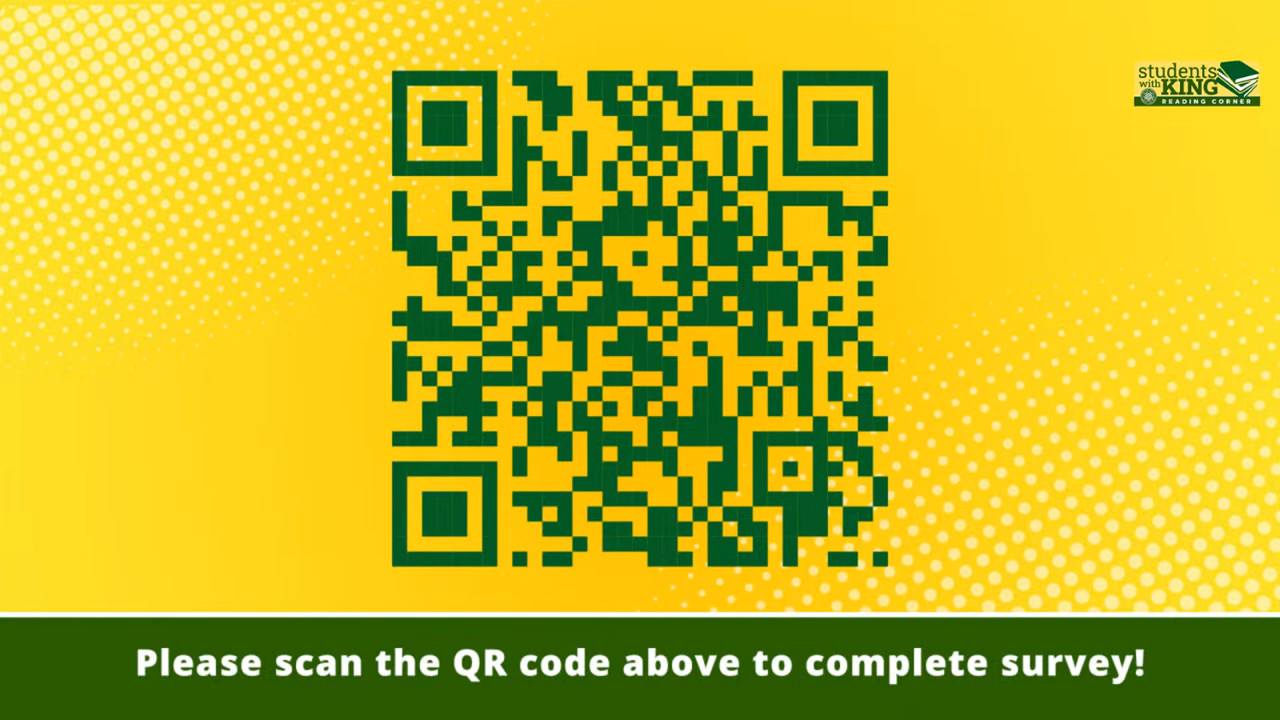 students
with KING
READING CORNER
Please scan the QR code above to complete survey!